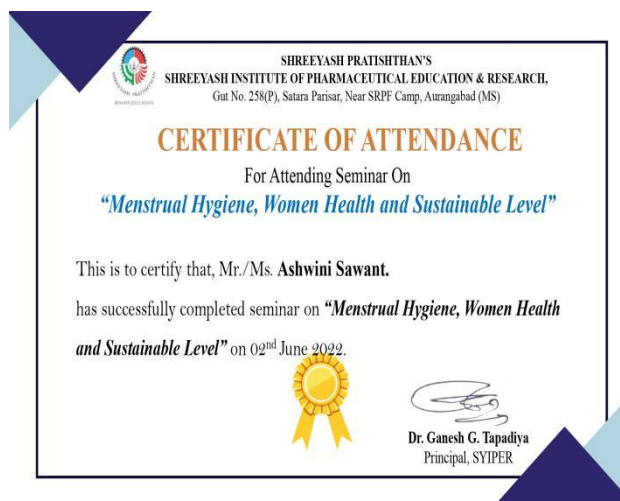 SHREEYASH PRATISHTHAN'S
SHREEYASH INSTITUTE OF PHARMACEUTICAL EDUCATION & RESEARCH,
Gut No. 258(P), Satara Parisar, Near SRPF Camp, Aurangabad (MS)
CERTIFICATE OF ATTENDANCE
For Attending Seminar On
“Menstrual Hygiene, Women Health and Sustainable Level”
This is to certify that, Mr./Ms. Ashwini Sawant.
has successfully completed seminar on “Menstrual Hygiene, Women Health
and Sustainable Level” on 02nd June 2022.
Dr. Ganesh G. Tapadiya
Principal, SYIPER